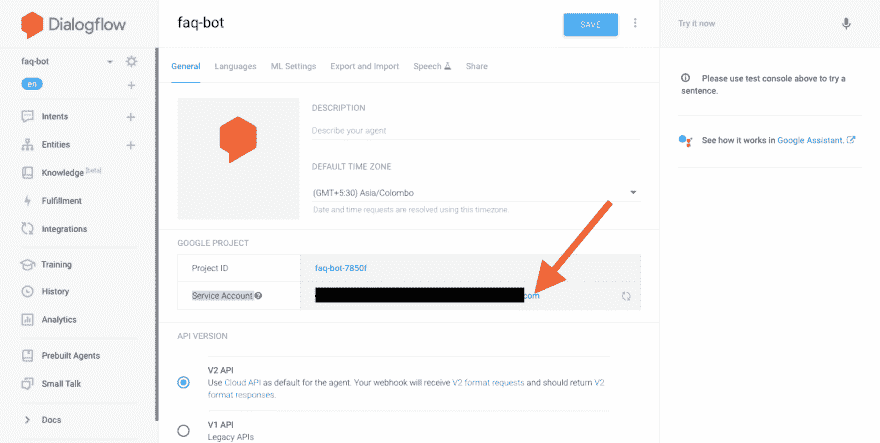 Dialogflow
faq-bot
en
Intents
Entities
Knowledge [beta]
Fulfillment
Integrations
Training
History
Analytics
Prebuilt Agents
Small Talk
Docs
faq-bot
SAVE
General Languages ML Settings Export and Import Speech Share
DESCRIPTION
Describe your agent
DEFAULT TIME ZONE
(GMT+5:30) Asia/Colombo
Date and time requests are resolved using this timezone.
GOOGLE PROJECT
Project ID faq-bot-7850f
Service Account .com
API VERSION
V2 API
Use Cloud API as default for the agent. Your webhook will receive V2 format requests and should return V2
format responses.
V1 API
Legacy APIs
Try it now
Please use test console above to try a
sentence.
See how it works in Google Assistant.